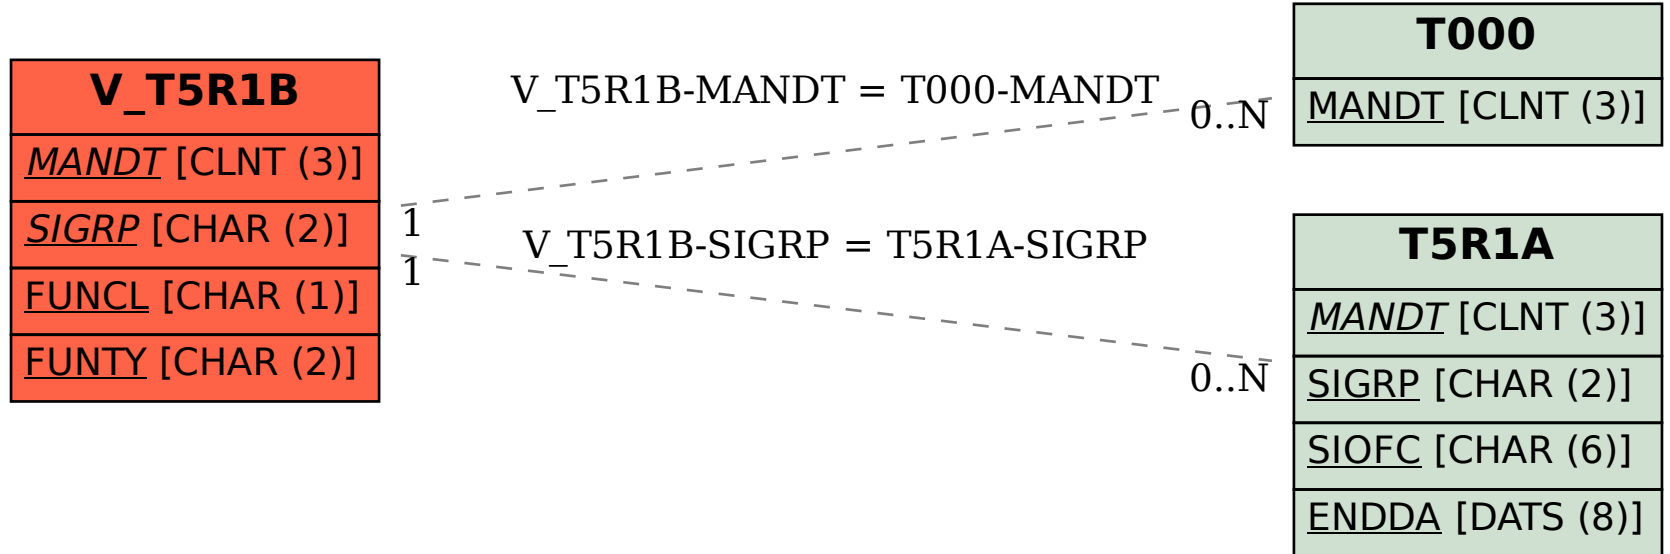 V_T5R1B
MANDT [CLNT (3)]
SIGRP [CHAR (2)]
FUNCL [CHAR (1)]
FUNTY [CHAR (2)]
V_T5R1B-MANDT = T000-MANDT
0..N
1
V_T5R1B-SIGRP = T5R1A-SIGRP
1
0..N
T000
MANDT [CLNT (3)]
T5R1A
MANDT [CLNT (3)]
SIGRP [CHAR (2)]
SIOFC [CHAR (6)]
ENDDA [DATS (8)]